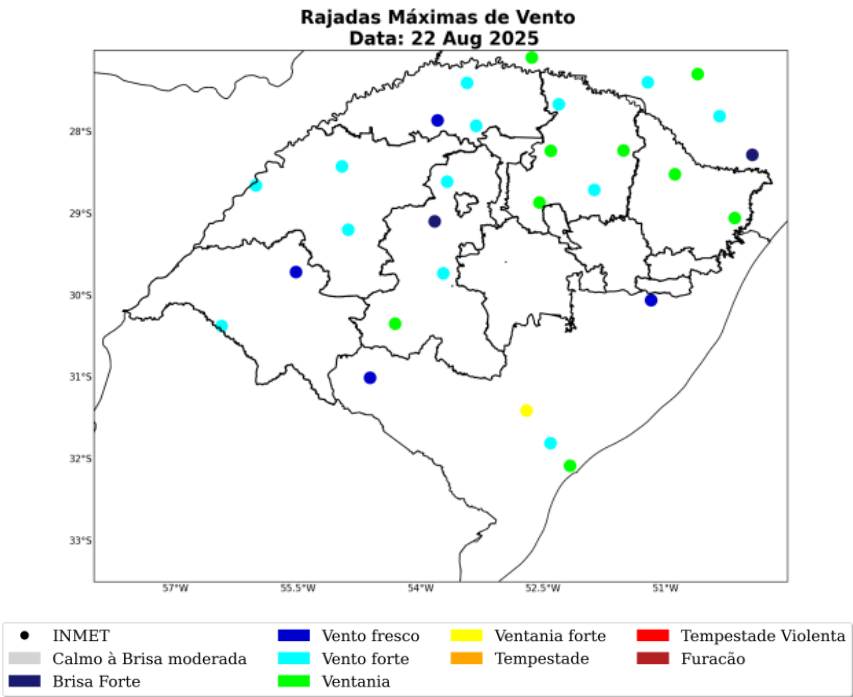 Rajadas Máximas de Vento
Data: 22 Aug 2025
28°S
29°S
30°S
31°S
32°S
33°S
57°W 55.5°W 54°W 52.5°W 51°W
INMET Vento fresco Ventania forte Tempestade Violenta
Calmo à Brisa moderada Vento forte Tempestade Furacão
Brisa Forte Ventania